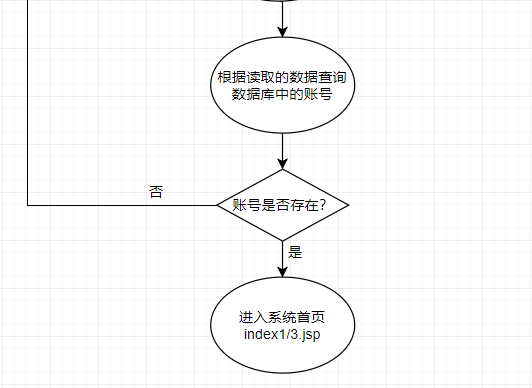 根据读取的数据查询
数据库中的账号
否
账号是否存在?
是
进入系统首页
index1/3.jsp